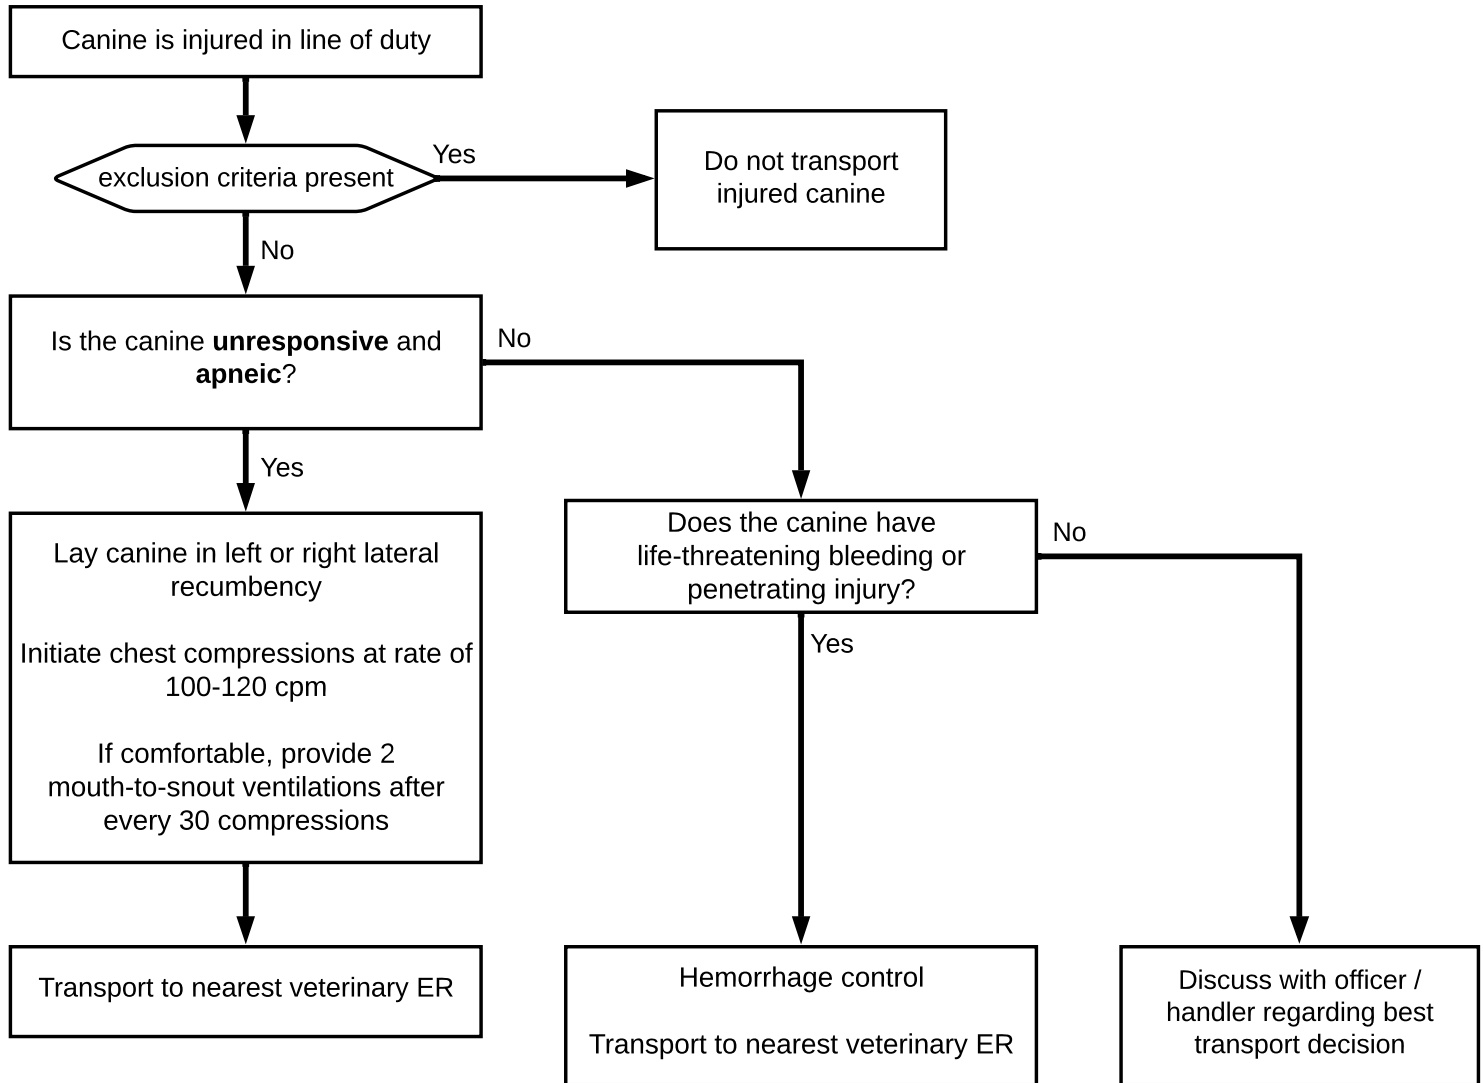 Canine is injured in line of duty
exclusion criteria present
Yes
Do not transport
injured canine
No
Is the canine unresponsive and
apneic?
No
Yes
Lay canine in left or right lateral
recumbency
Initiate chest compressions at rate of
100-120 cpm
If comfortable, provide 2
mouth-to-snout ventilations after
every 30 compressions
Does the canine have
life-threatening bleeding or
penetrating injury?
No
Yes
Transport to nearest veterinary ER
Hemorrhage control
Transport to nearest veterinary ER
Discuss with officer /
handler regarding best
transport decision